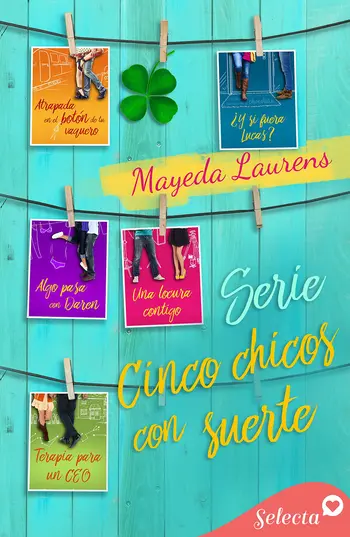 Atrapada
en el botón de tu
vaquero
¿Y si fuera
Lucas?
Mayeda Laurens
Algo pasa
con Daren
Una locura
contigo
Serie
Cinco chicos
con suerte
Terapia para
un CEO
Selecta